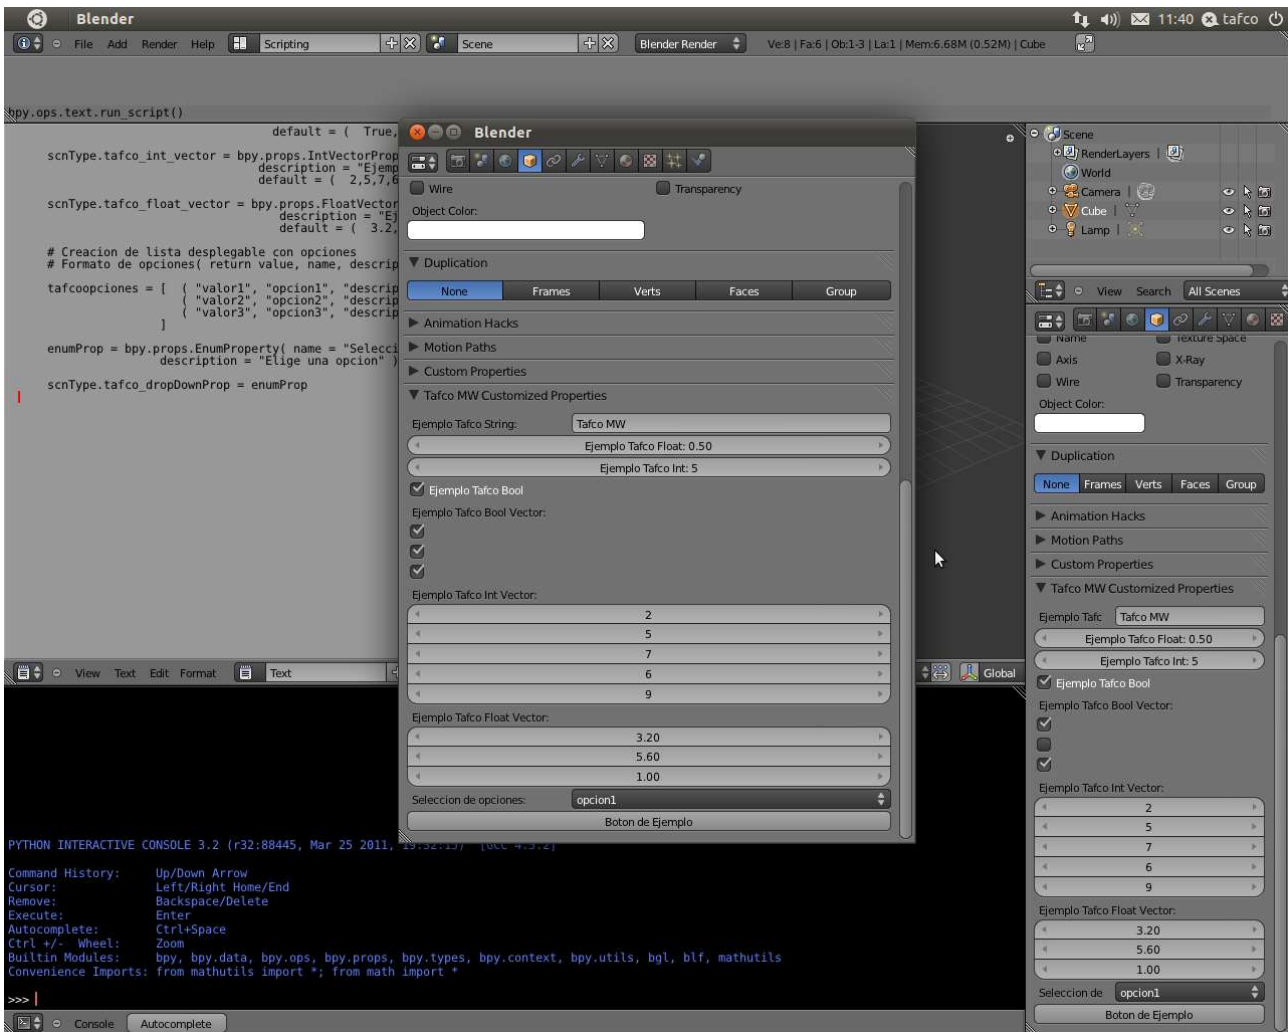 Blender
11:40 tafco
File Add Render Help Scripting Scene Blender Render Ve:8 | Fa:6 | Ob:1-3 | La:1 | Mem:6.68M (0.52M) | Cube
bpy.ops.text.run_script()
default = ( True,
scnType.tafco_int_vector = bpy.props.IntVectorProp
description = "Ejemp
default = ( 2,5,7,6
scnType.tafco_float_vector = bpy.props.FloatVector
description = "Ej
default = ( 3.2,
# Creacion de lista desplegable con opciones
# Formato de opciones( return value, name, descrip
tafcoopciones = [ ( "valor1", "opcion1", "descrip
( "valor2", "opcion2", "descrip
( "valor3", "opcion3", "descrip
]
enumProp = bpy.props.EnumProperty( name = "Selecci
description = "Elige una opcion" )
scnType.tafco_dropDownProp = enumProp
View Text Edit Format Text
Global
Blender
Wire Transparency
Object Color:
Duplication
None Frames Verts Faces Group
Animation Hacks
Motion Paths
Custom Properties
Tafco MW Customized Properties
Ejemplo Tafco String: Tafco MW
Ejemplo Tafco Float: 0.50
Ejemplo Tafco Int: 5
Ejemplo Tafco Bool
Ejemplo Tafco Bool Vector:
Ejemplo Tafco Int Vector:
2
5
7
6
9
Ejemplo Tafco Float Vector:
3.20
5.60
1.00
Seleccion de opciones: opcion1
Boton de Ejemplo
Scene
RenderLayers |
World
Camera |
Cube |
Lamp |
View Search All Scenes
Name Texture Space
Axis X-Ray
Wire Transparency
Object Color:
Duplication
None Frames Verts Faces Group
Animation Hacks
Motion Paths
Custom Properties
Tafco MW Customized Properties
Ejemplo Tafc Tafco MW
Ejemplo Tafco Float: 0.50
Ejemplo Tafco Int: 5
Ejemplo Tafco Bool
Ejemplo Tafco Bool Vector:
Ejemplo Tafco Int Vector:
2
5
7
6
9
Ejemplo Tafco Float Vector:
3.20
5.60
1.00
Seleccion de opcion1
Boton de Ejemplo
PYTHON INTERACTIVE CONSOLE 3.2 (r32:88445, Mar 25 2011, 19:52:15) [GCC 4.5.2]
Command History: Up/Down Arrow
Cursor: Left/Right Home/End
Remove: Backspace/Delete
Execute: Enter
Autocomplete: Ctrl+Space
Ctrl +/- Wheel: Zoom
Builtin Modules: bpy, bpy.data, bpy.ops, bpy.props, bpy.types, bpy.context, bpy.utils, bgl, blf, mathutils
Convenience Imports: from mathutils import *; from math import *
>>>
Console Autocomplete